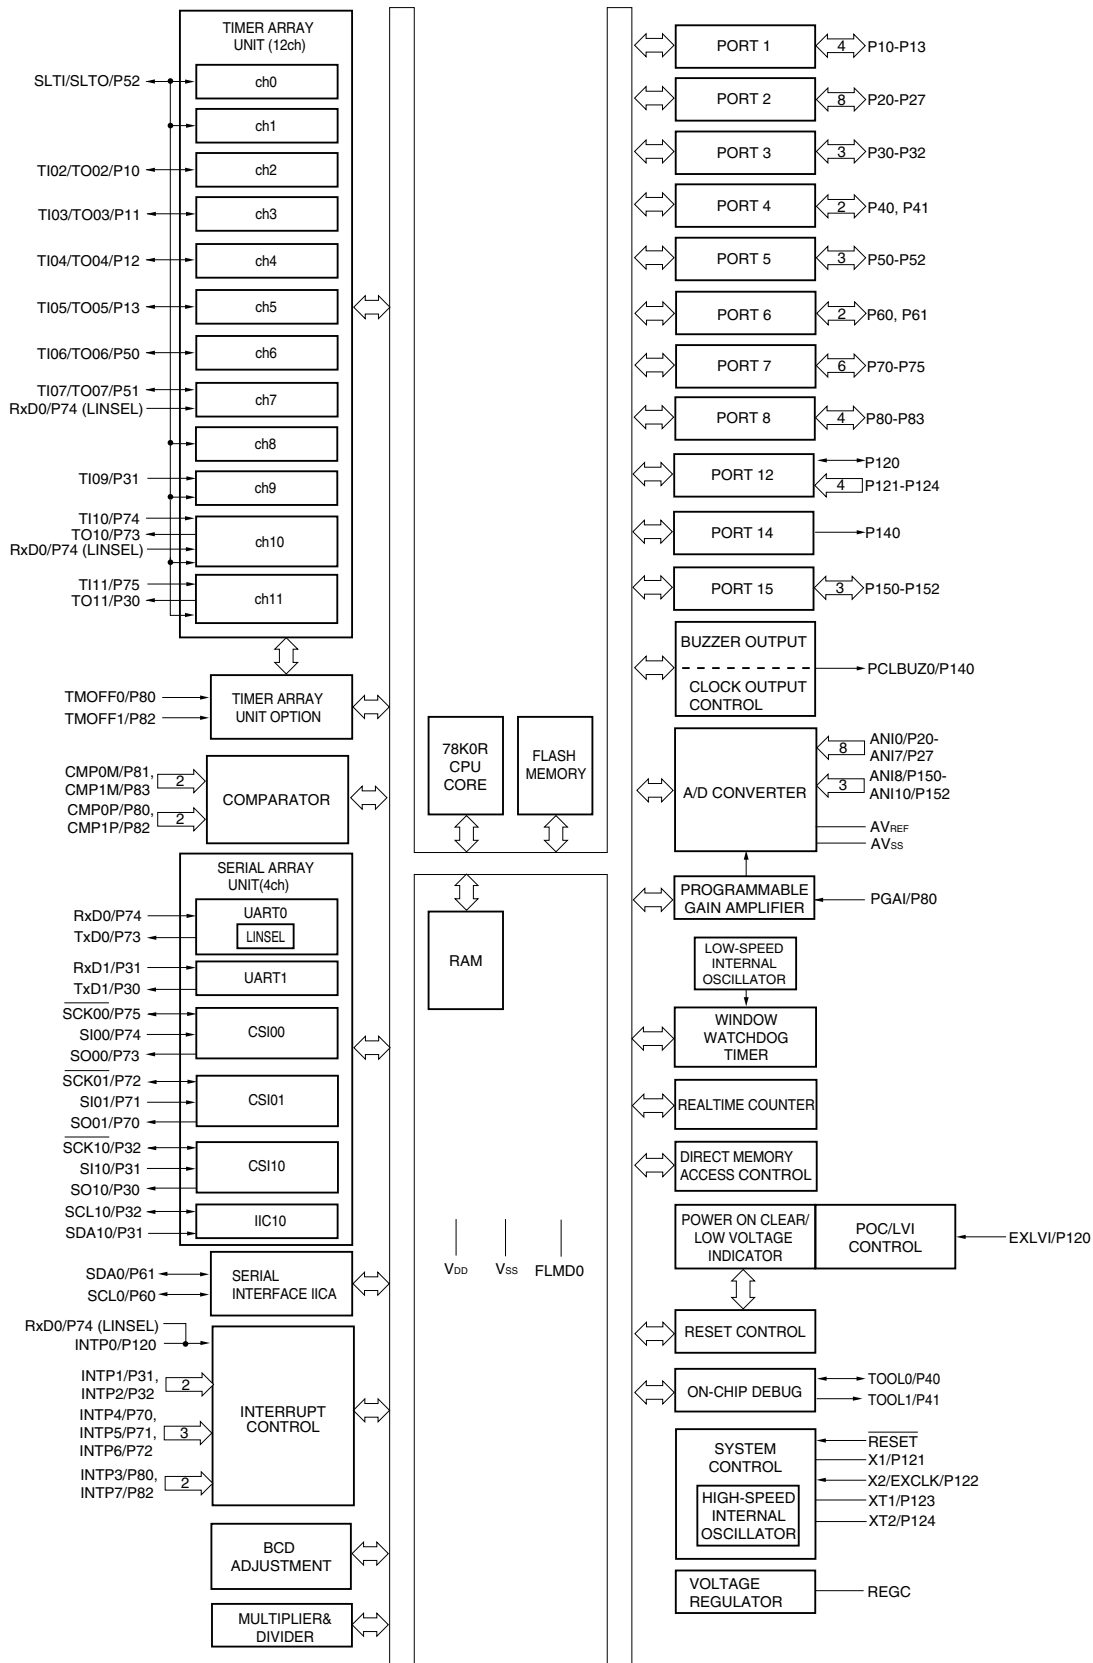 TIMER ARRAY
UNIT (12ch)
SLTI/SLTO/P52
ch0
ch1
TI02/TO02/P10
ch2
TI03/TO03/P11
ch3
TI04/TO04/P12
ch4
TI05/TO05/P13
ch5
TI06/TO06/P50
ch6
TI07/TO07/P51
RxD0/P74 (LINSEL)
ch7
ch8
TI09/P31
ch9
TI10/P74
TO10/P73
RxD0/P74 (LINSEL)
ch10
TI11/P75
TO11/P30
ch11
TMOFF0/P80
TMOFF1/P82
TIMER ARRAY
UNIT OPTION
CMP0M/P81,
CMP1M/P83
2
CMP0P/P80,
CMP1P/P82
2
COMPARATOR
SERIAL ARRAY
UNIT(4ch)
RxD0/P74
TxD0/P73
UART0
LINSEL
RxD1/P31
TxD1/P30
UART1
SCK00/P75
SI00/P74
SO00/P73
CSI00
SCK01/P72
SI01/P71
SO01/P70
CSI01
SCK10/P32
SI10/P31
SO10/P30
CSI10
SCL10/P32
SDA10/P31
IIC10
SDA0/P61
SCL0/P60
SERIAL
INTERFACE IICA
RxD0/P74 (LINSEL)
INTP0/P120
INTP1/P31,
INTP2/P32
2
INTP4/P70,
INTP5/P71,
INTP6/P72
3
INTP3/P80,
INTP7/P82
2
INTERRUPT
CONTROL
BCD
ADJUSTMENT
MULTIPLIER&
DIVIDER
78K0R
CPU
CORE
FLASH
MEMORY
RAM
VDD
VSS
FLMD0
PORT 1
4
P10-P13
PORT 2
8
P20-P27
PORT 3
3
P30-P32
PORT 4
2
P40, P41
PORT 5
3
P50-P52
PORT 6
2
P60, P61
PORT 7
6
P70-P75
PORT 8
4
P80-P83
PORT 12
P120
4
P121-P124
PORT 14
P140
PORT 15
3
P150-P152
BUZZER OUTPUT
CLOCK OUTPUT
CONTROL
PCLBUZ0/P140
A/D CONVERTER
8
ANI0/P20-
ANI7/P27
3
ANI8/P150-
ANI10/P152
AVREF
AVSS
PROGRAMMABLE
GAIN AMPLIFIER
PGAI/P80
LOW-SPEED
INTERNAL
OSCILLATOR
WINDOW
WATCHDOG
TIMER
REALTIME COUNTER
DIRECT MEMORY
ACCESS CONTROL
POWER ON CLEAR/
LOW VOLTAGE
INDICATOR
POC/LVI
CONTROL
EXLVI/P120
RESET CONTROL
ON-CHIP DEBUG
TOOL0/P40
TOOL1/P41
SYSTEM
CONTROL
HIGH-SPEED
INTERNAL
OSCILLATOR
RESET
X1/P121
X2/EXCLK/P122
XT1/P123
XT2/P124
VOLTAGE
REGULATOR
REGC